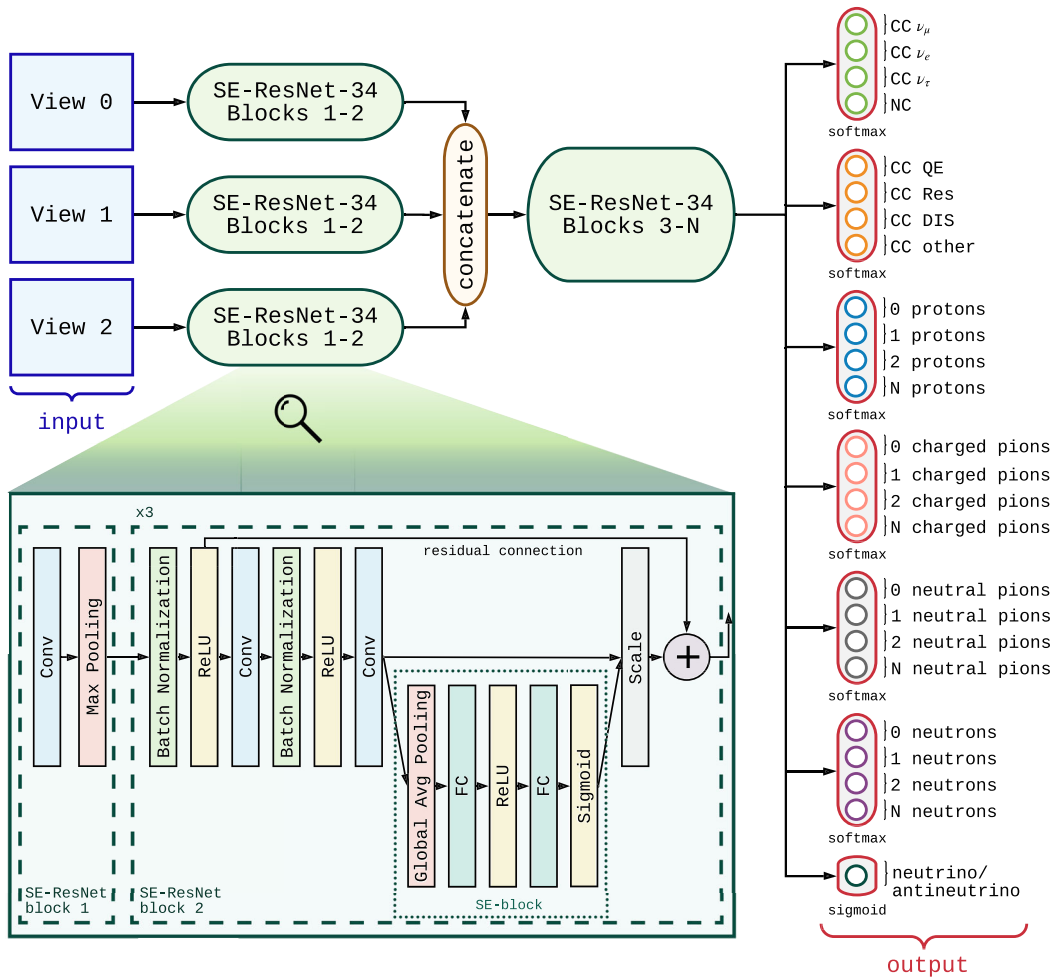 View 0
SE-ResNet-34
Blocks 1-2
View 1
SE-ResNet-34
Blocks 1-2
View 2
SE-ResNet-34
Blocks 1-2
input
concatenate
SE-ResNet-34
Blocks 3-N
CC νμ
CC νe
CC ντ
NC
softmax
CC QE
CC Res
CC DIS
CC other
softmax
0 protons
1 protons
2 protons
N protons
softmax
0 charged pions
1 charged pions
2 charged pions
N charged pions
softmax
0 neutral pions
1 neutral pions
2 neutral pions
N neutral pions
softmax
0 neutrons
1 neutrons
2 neutrons
N neutrons
softmax
neutrino/
antineutrino
sigmoid
output
x3
residual connection
Conv
Max Pooling
Batch Normalization
ReLU
Conv
Batch Normalization
ReLU
Conv
Global Avg Pooling
FC
ReLU
FC
Sigmoid
Scale
+
SE-block
SE-ResNet
block 1
SE-ResNet
block 2